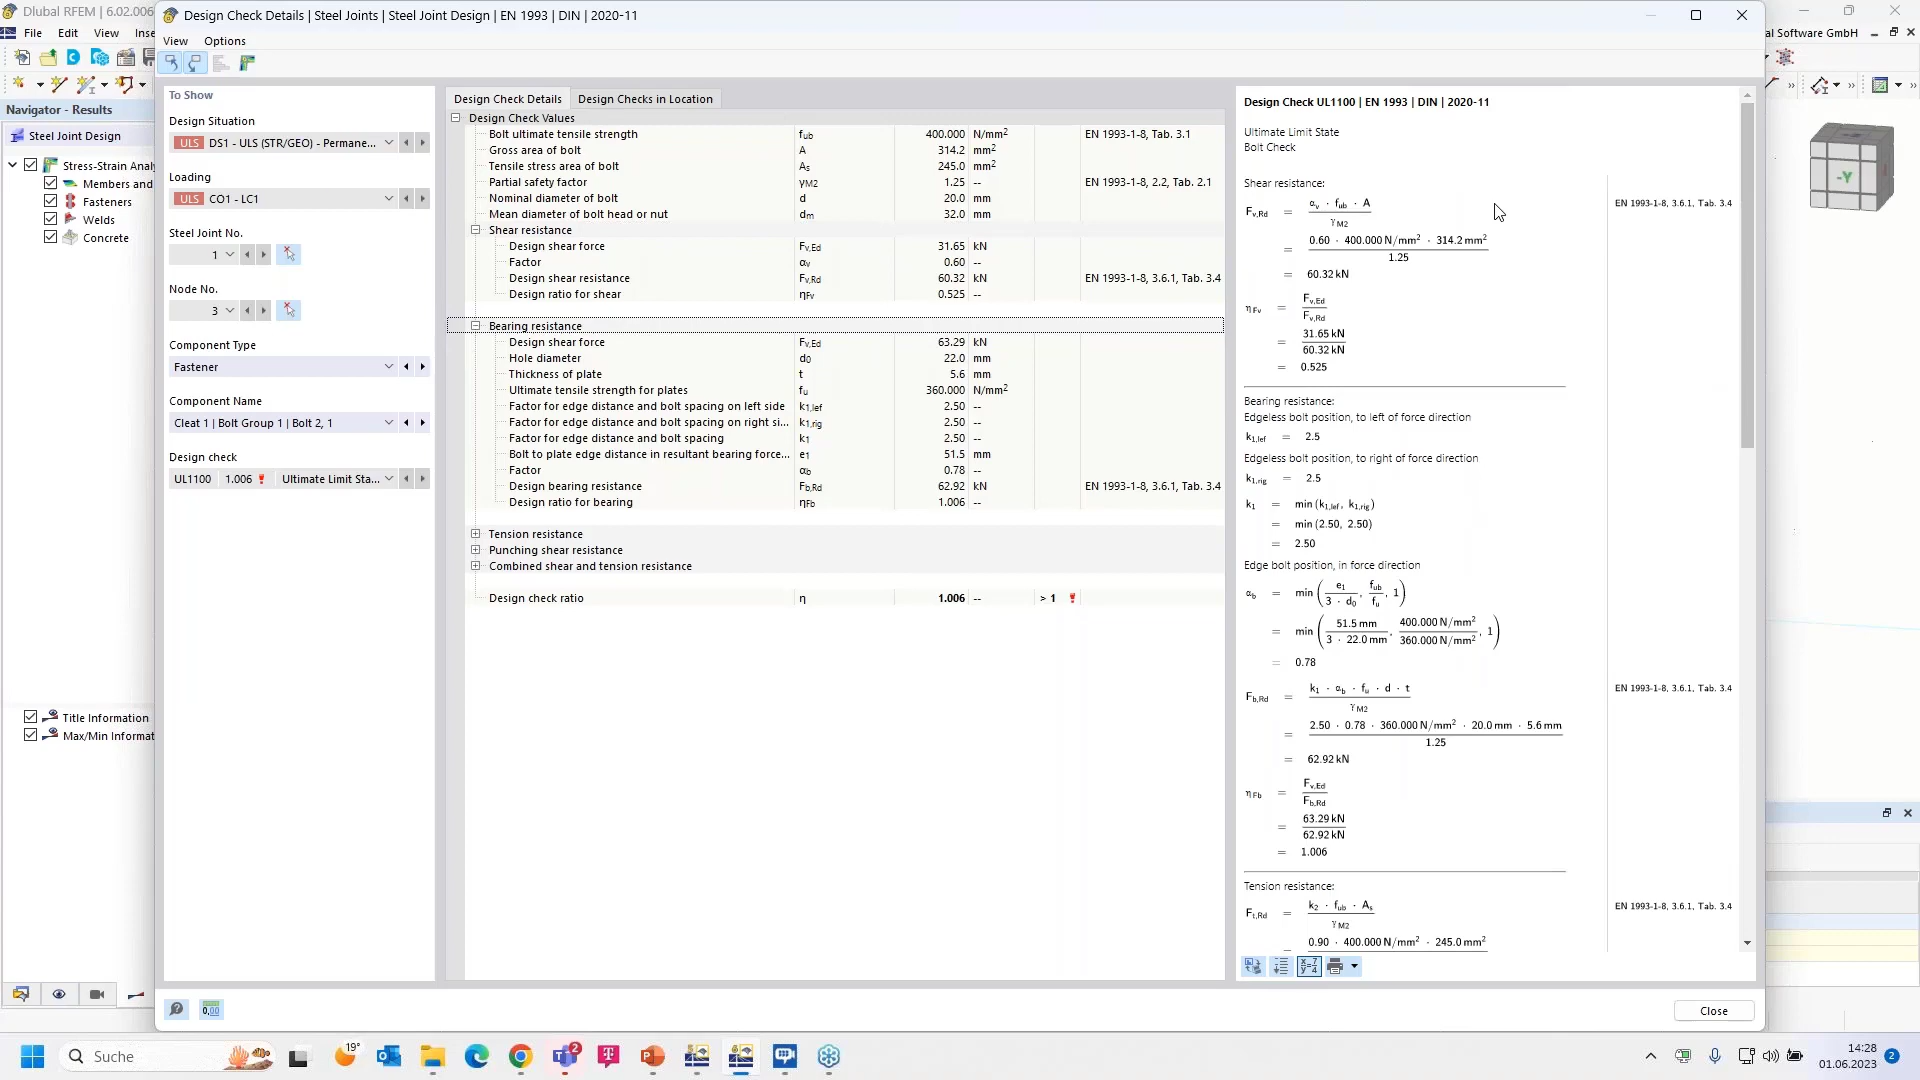 Dlubal RFEM | 6.02.006
Design Check Details | Steel Joints | Steel Joint Design | EN 1993 | DIN | 2020-11
File Edit View Inse
al Software GmbH
View Options
Navigator - Results
Steel Joint Design
Stress-Strain Anal
Members and
Fasteners
Welds
Concrete
Title Information
Max/Min Informat
To Show
Design Situation
ULS DS1 - ULS (STR/GEO) - Permane...
Loading
ULS CO1 - LC1
Steel Joint No.
1
Node No.
3
Component Type
Fastener
Component Name
Cleat 1 | Bolt Group 1 | Bolt 2, 1
Design check
UL1100 1.006 ! Ultimate Limit Sta...
Design Check Details Design Checks in Location
Design Check Values
Bolt ultimate tensile strength fub 400.000 N/mm² EN 1993-1-8, Tab. 3.1
Gross area of bolt A 314.2 mm²
Tensile stress area of bolt As 245.0 mm²
Partial safety factor γM2 1.25 -- EN 1993-1-8, 2.2, Tab. 2.1
Nominal diameter of bolt d 20.0 mm
Mean diameter of bolt head or nut dm 32.0 mm
Shear resistance
Design shear force Fv,Ed 31.65 kN
Factor αv 0.60 --
Design shear resistance Fv,Rd 60.32 kN EN 1993-1-8, 3.6.1, Tab. 3.4
Design ratio for shear ηFv 0.525 --
Bearing resistance
Design shear force Fv,Ed 63.29 kN
Hole diameter d0 22.0 mm
Thickness of plate t 5.6 mm
Ultimate tensile strength for plates fu 360.000 N/mm²
Factor for edge distance and bolt spacing on left side k1,lef 2.50 --
Factor for edge distance and bolt spacing on right si... k1,rig 2.50 --
Factor for edge distance and bolt spacing k1 2.50 --
Bolt to plate edge distance in resultant bearing force... e1 51.5 mm
Factor αb 0.78 --
Design bearing resistance Fb,Rd 62.92 kN EN 1993-1-8, 3.6.1, Tab. 3.4
Design ratio for bearing ηFb 1.006 --
Tension resistance
Punching shear resistance
Combined shear and tension resistance
Design check ratio η 1.006 -- > 1 !
Design Check UL1100 | EN 1993 | DIN | 2020-11
Ultimate Limit State
Bolt Check
Shear resistance:
Fv,Rd = αv · fub · A / γM2 EN 1993-1-8, 3.6.1, Tab. 3.4
= 0.60 · 400.000 N/mm² · 314.2 mm² / 1.25
= 60.32 kN
ηFv = Fv,Ed / Fv,Rd
= 31.65 kN / 60.32 kN
= 0.525
Bearing resistance:
Edgeless bolt position, to left of force direction
k1,lef = 2.5
Edgeless bolt position, to right of force direction
k1,rig = 2.5
k1 = min (k1,lef, k1,rig)
= min (2.50, 2.50)
= 2.50
Edge bolt position, in force direction
αb = min (e1 / 3 · d0, fub / fu, 1)
= min (51.5 mm / 3 · 22.0 mm, 400.000 N/mm² / 360.000 N/mm², 1)
= 0.78
Fb,Rd = k1 · αb · fu · d · t / γM2 EN 1993-1-8, 3.6.1, Tab. 3.4
= 2.50 · 0.78 · 360.000 N/mm² · 20.0 mm · 5.6 mm / 1.25
= 62.92 kN
ηFb = Fv,Ed / Fb,Rd
= 63.29 kN / 62.92 kN
= 1.006
Tension resistance:
Ft,Rd = k2 · fub · As / γM2 EN 1993-1-8, 3.6.1, Tab. 3.4
= 0.90 · 400.000 N/mm² · 245.0 mm²
-Y
Close
Suche
19°
2
14:28
01.06.2023
2